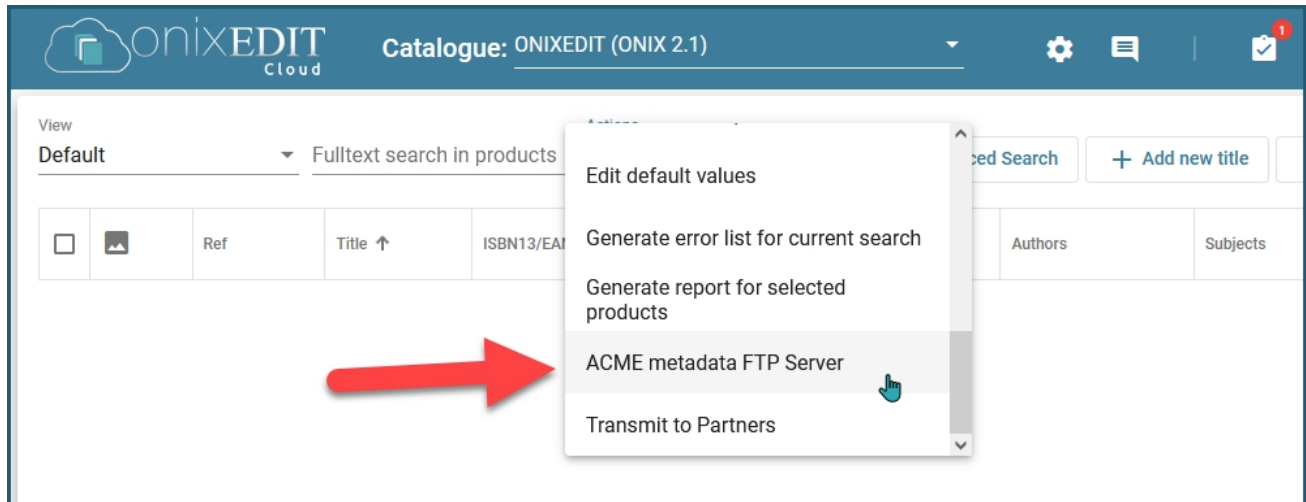 onixEDIT
Cloud
Catalogue: ONIXEDIT (ONIX 2.1)
1
View
Default
Fulltext search in products
Edit default values
Generate error list for current search
Generate report for selected
products
ACME metadata FTP Server
Transmit to Partners
Search
+ Add new title
Ref
Title
ISBN13/EA
Authors
Subjects